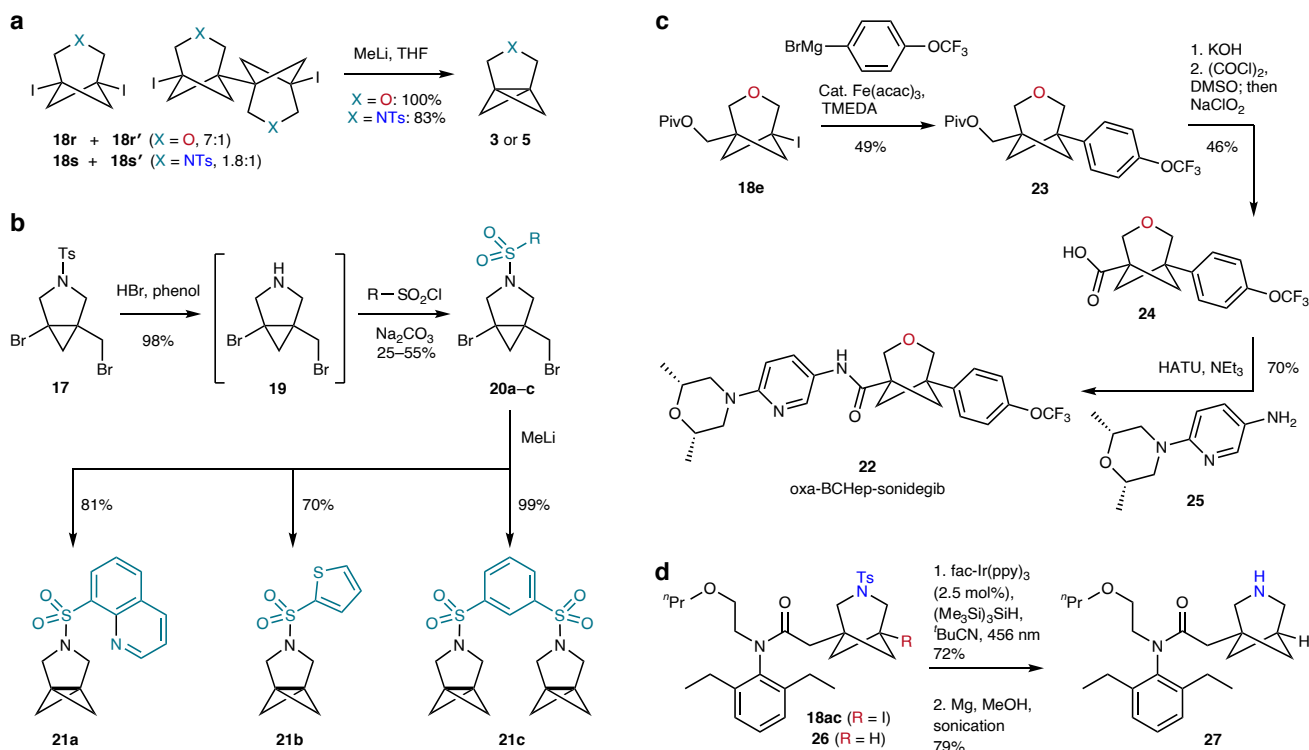 a
X
I
I
X
I
I
X
MeLi, THF
X = O: 100%
X = NTs: 83%
X
18r + 18r′ (X = O, 7:1)
18s + 18s′ (X = NTs, 1.8:1)
3 or 5
b
Ts
N
Br
Br
17
HBr, phenol
98%
H
N
Br
Br
19
R—SO2Cl
Na2CO3
25–55%
O
O
S
R
N
Br
Br
20a–c
MeLi
81%
70%
99%
O
O
S
N
N
21a
O
O
S
S
N
21b
O
O
S
N
O
O
S
N
21c
c
BrMg
OCF3
Cat. Fe(acac)3,
TMEDA
49%
O
PivO
I
18e
O
PivO
OCF3
23
1. KOH
2. (COCl)2,
DMSO; then
NaClO2
46%
O
HO
O
OCF3
24
HATU, NEt3
70%
NH2
N
N
O
25
O
H
N
O
N
N
O
OCF3
22
oxa-BCHep-sonidegib
d
nPr
O
O
N
Ts
N
R
18ac (R = I)
26 (R = H)
1. fac-Ir(ppy)3
(2.5 mol%),
(Me3Si)3SiH,
tBuCN, 456 nm
72%
2. Mg, MeOH,
sonication
79%
nPr
O
O
N
H
N
H
27